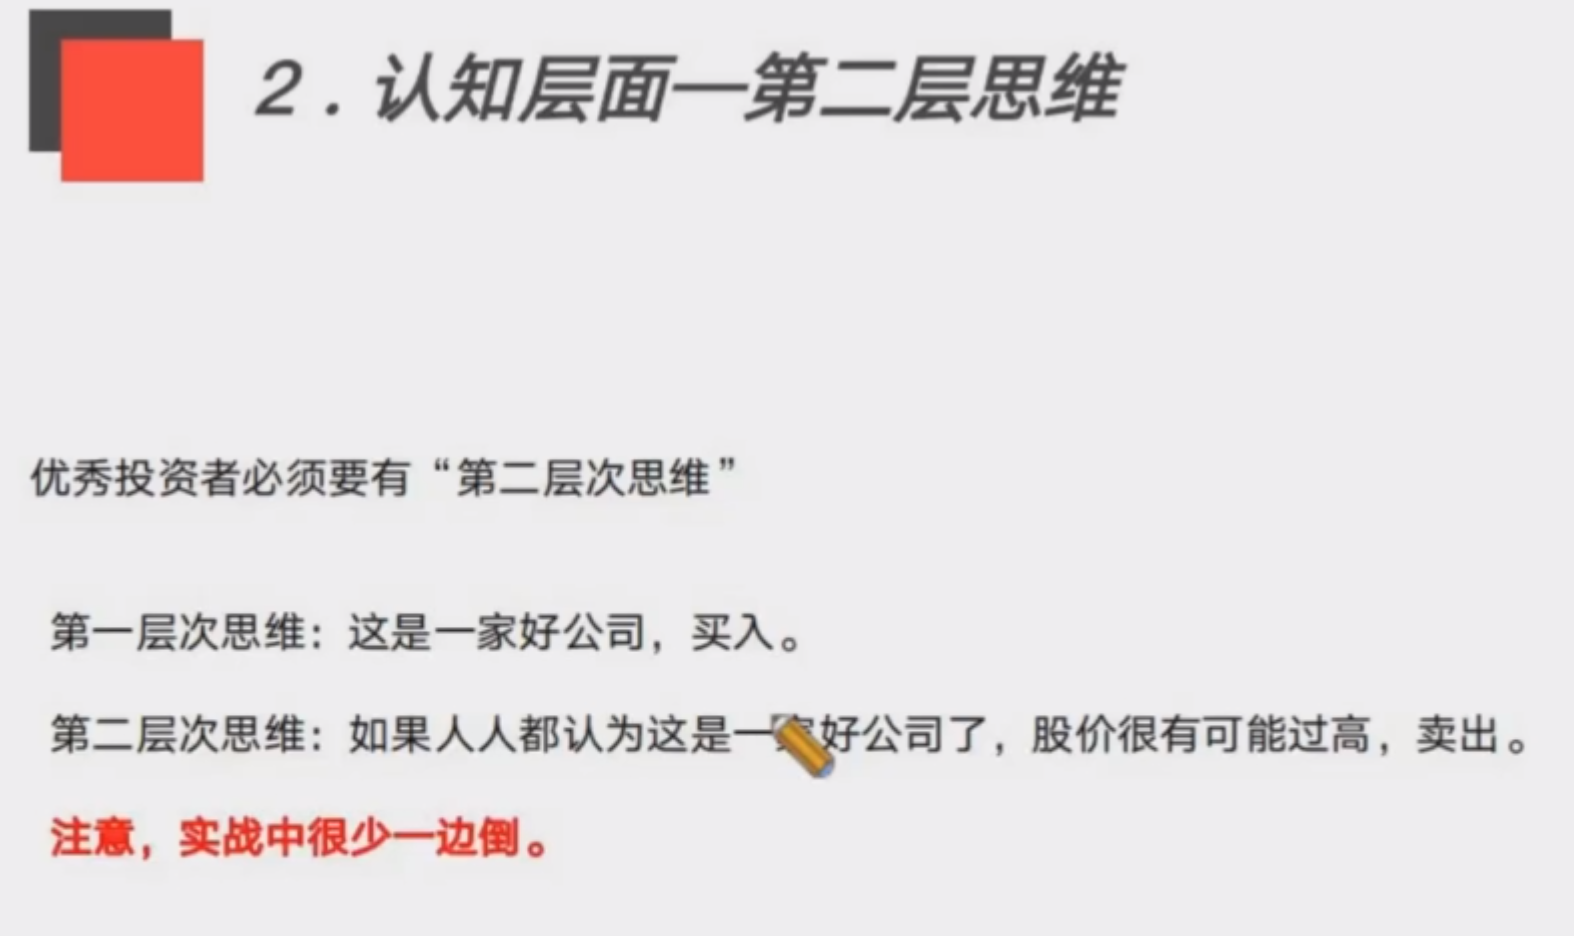 2．认知层面—第二层思维
优秀投资者必须要有“第二层次思维”
第一层次思维：这是一家好公司，买入。
第二层次思维：如果人人都认为这是一家好公司了，股价很有可能过高，卖出。
注意，实战中很少一边倒。